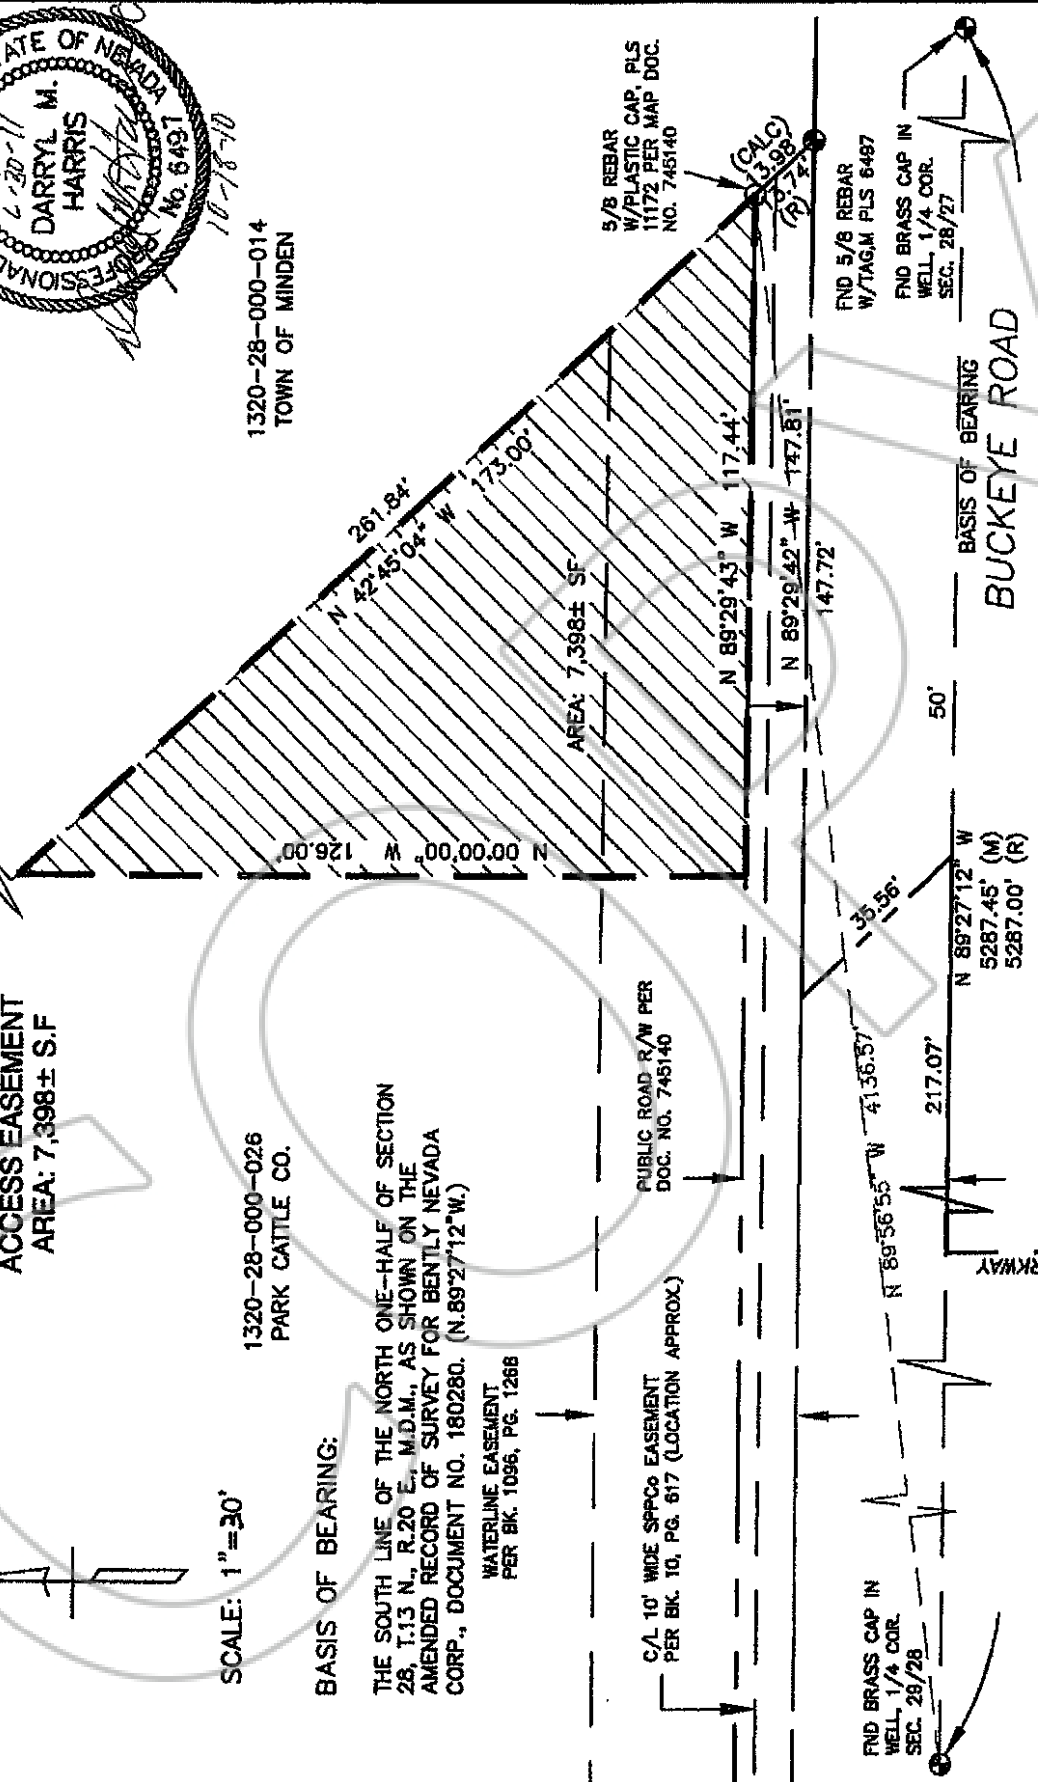 ACCESS EASEMENT
AREA: 7,398± S.F
STATE OF NEVADA
PROFESSIONAL
DARRYL M.
HARRIS
No. 6497
10-18-10
1320-28-000-026
PARK CATTLE CO.
1320-28-000-014
TOWN OF MINDEN
SCALE: 1"=30'
BASIS OF BEARING:
THE SOUTH LINE OF THE NORTH ONE-HALF OF SECTION
28, T.13 N., R.20 E., M.D.M., AS SHOWN ON THE
AMENDED RECORD OF SURVEY FOR BENTLY NEVADA
CORP., DOCUMENT NO. 180280. (N.89°27'12"W.)
WATERLINE EASEMENT
PER BK. 1096, PG. 1268
261.84'
N 42°45'04" W 173.00'
N 00°00'00" W 126.00'
AREA: 7,398± SF
5/8 REBAR
W/PLASTIC CAP, PLS
11172 PER MAP DOC.
NO. 745140
(CALC)
13.98'
13.74'
(R)
PUBLIC ROAD R/W PER
DOC. NO. 745140
N 89°29'43" W 117.44'
N 89°29'42" W 147.81'
147.72'
C/L 10' WIDE SPPCo EASEMENT
PER BK. 10, PG. 617 (LOCATION APPROX.)
FND 5/8 REBAR
W/TAG,M PLS 6497
FND BRASS CAP IN
WELL, 1/4 COR.
SEC. 28/27
35.56'
N 89°56'55" W 4136.57'
FND BRASS CAP IN
WELL, 1/4 COR.
SEC. 29/28
217.07'
50'
BASIS OF BEARING
N 89°27'12" W
5287.45' (M)
5287.00' (R)
BUCKEYE ROAD
RKWAY
COPY